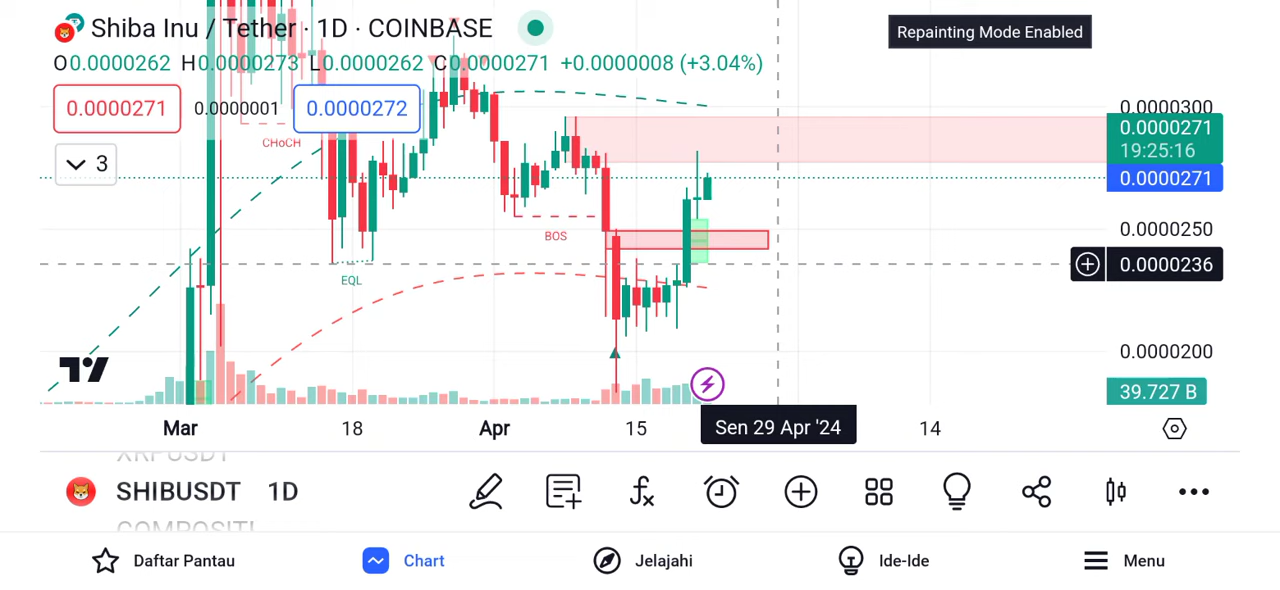 Shiba Inu / Tether · 1D · COINBASE
Repainting Mode Enabled
O0.0000262 H0.0000273 L0.0000262 C0.0000271 +0.0000008 (+3.04%)
0.0000271
0.0000001
0.0000272
3
CHoCH
BOS
EQL
0.0000300
0.0000271
19:25:16
0.0000271
0.0000250
0.0000236
0.0000200
39.727 B
Mar
18
Apr
15
Sen 29 Apr '24
14
XRPUSDT
SHIBUSDT 1D
Daftar Pantau
Chart
Jelajahi
Ide-Ide
Menu